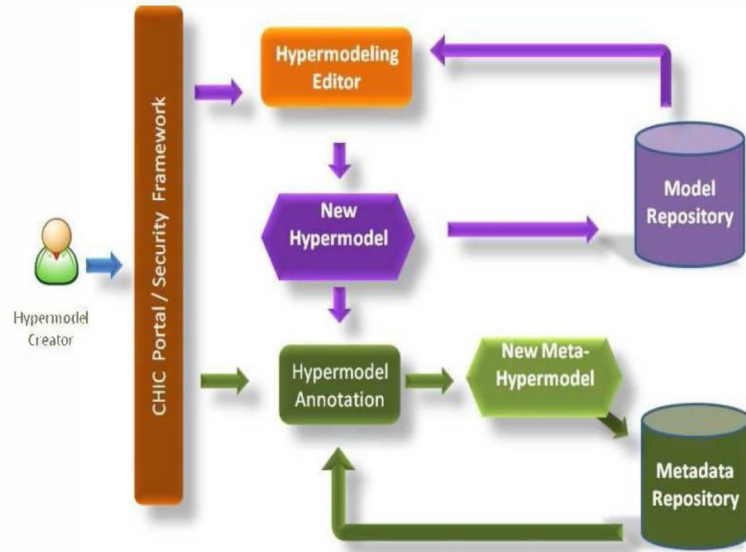 Hypermodeling
Editor
CHIC Portal / Security Framework
New
Hypermodel
Model
Repository
Hypermodel
Creator
Hypermodel
Annotation
New Meta-
Hypermodel
Metadata
Repository